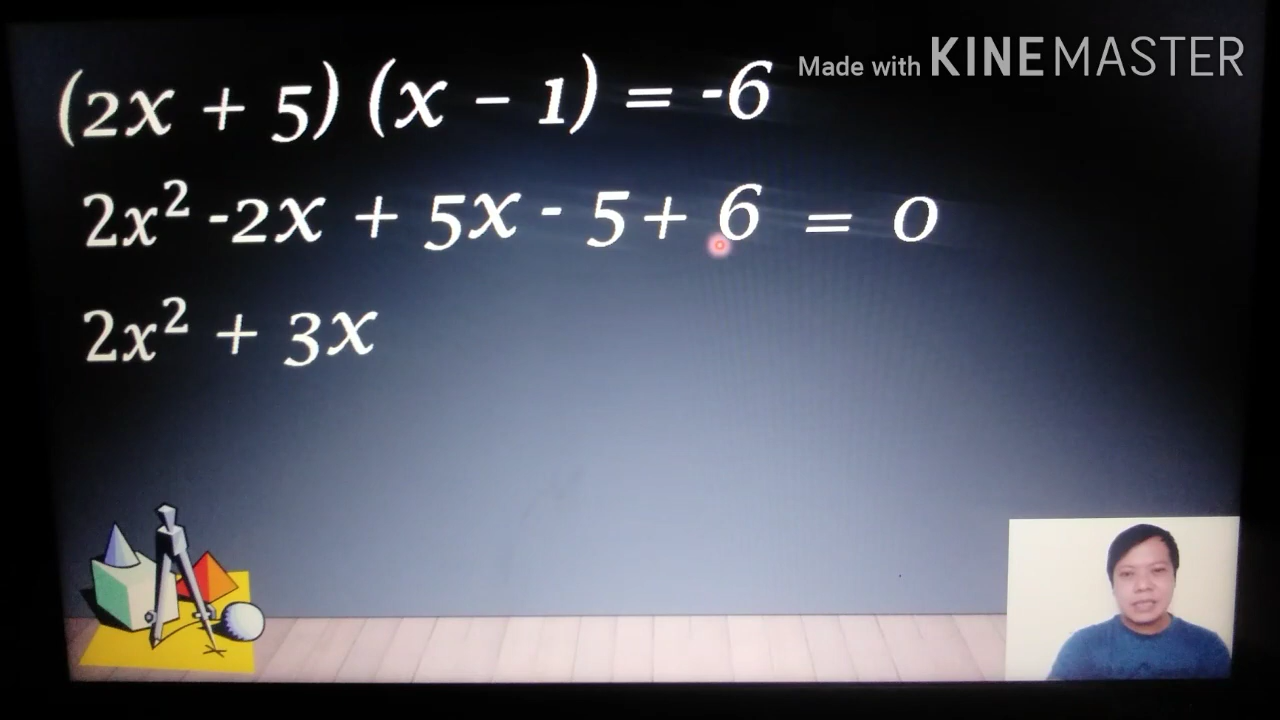 (2x + 5) (x – 1) = -6
Made with KINEMASTER
2x² -2x + 5x - 5 + 6 = 0
2x² + 3x